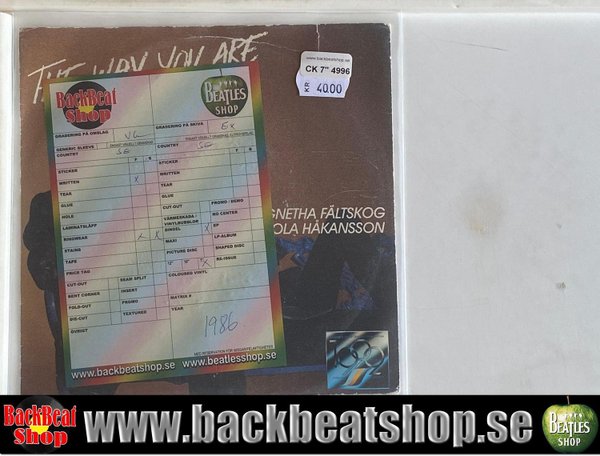 THE WAY YOU ARE
www.backbeatshop.se
CK 7" 4996
KR 40.00
BackBeat
Shop
BEATLES
SHOP
GRADERING PÅ OMSLAG
VG
GRADERING PÅ SKIVA
EX
GENERIC SLEEVE
COUNTRY
SE
COUNTRY
SE
F
B
STICKER
WRITTEN
X
TEAR
GLUE
HOLE
LAMINATSLÄPP
RINGWEAR
X
STAINS
TAPE
PRICE TAG
CUT-OUT
SEAM SPLIT
BENT CORNER
INSERT
FOLD-OUT
PROMO
DIE-CUT
TEXTURED
ÖVRIGT
STICKER
WRITTEN
TEAR
GLUE
CUT-OUT
PROMO / DEMO
VÄRMESKADA / VINYLBUBBLOR
NO CENTER
SINGEL
X
EP
MAXI
LP-ALBUM
PICTURE DISC
SHAPED DISC
RE-ISSUE
COLOURED VINYL
MATRIX #
YEAR
1986
www.backbeatshop.se
www.beatlesshop.se
GNETHA FÄLTSKOG
OLA HÅKANSSON
BackBeat
Shop
www.backbeatshop.se
BEATLES
SHOP